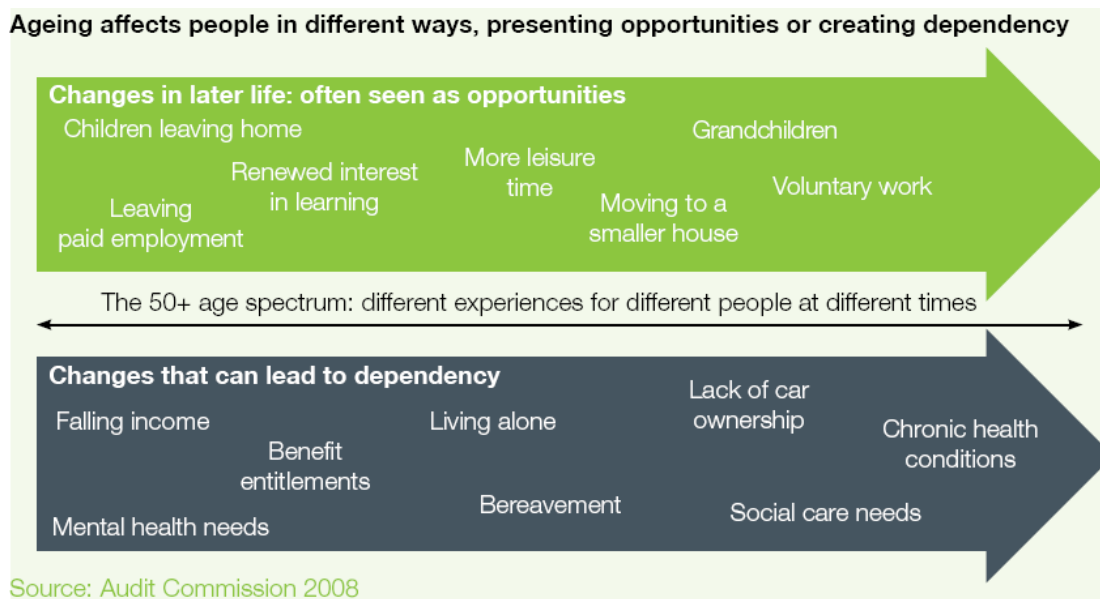 Ageing affects people in different ways, presenting opportunities or creating dependency
Changes in later life: often seen as opportunities
Children leaving home
Grandchildren
More leisure
time
Renewed interest
in learning
Voluntary work
Leaving
paid employment
Moving to a
smaller house
The 50+ age spectrum: different experiences for different people at different times
Changes that can lead to dependency
Falling income
Living alone
Lack of car
ownership
Chronic health
conditions
Benefit
entitlements
Bereavement
Social care needs
Mental health needs
Source: Audit Commission 2008